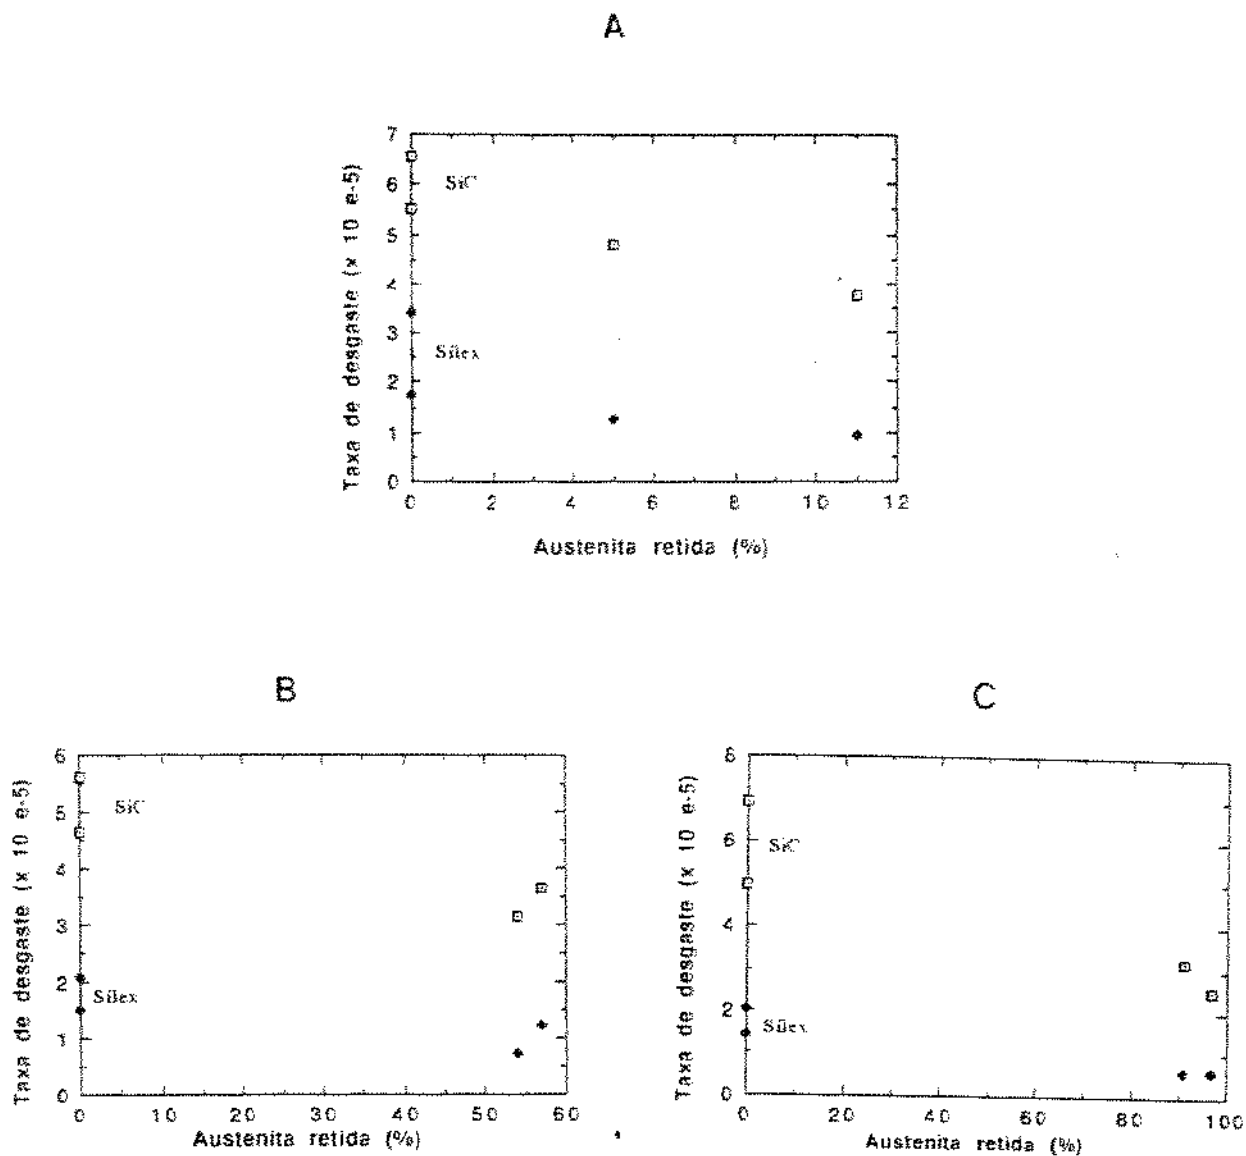 A
Taxa de desgaste (x 10 e-5)
7
6
5
4
3
2
1
0
SiC
Sílex
0 2 4 6 8 10 12
Austenita retida (%)
B
Taxa de desgaste (x 10 e-5)
6
5
4
3
2
1
0
SiC
Sílex
0 10 20 30 40 50 60
Austenita retida (%)
C
Taxa de desgaste (x 10 e-5)
8
6
4
2
0
SiC
Sílex
0 20 40 60 80 100
Austenita retida (%)